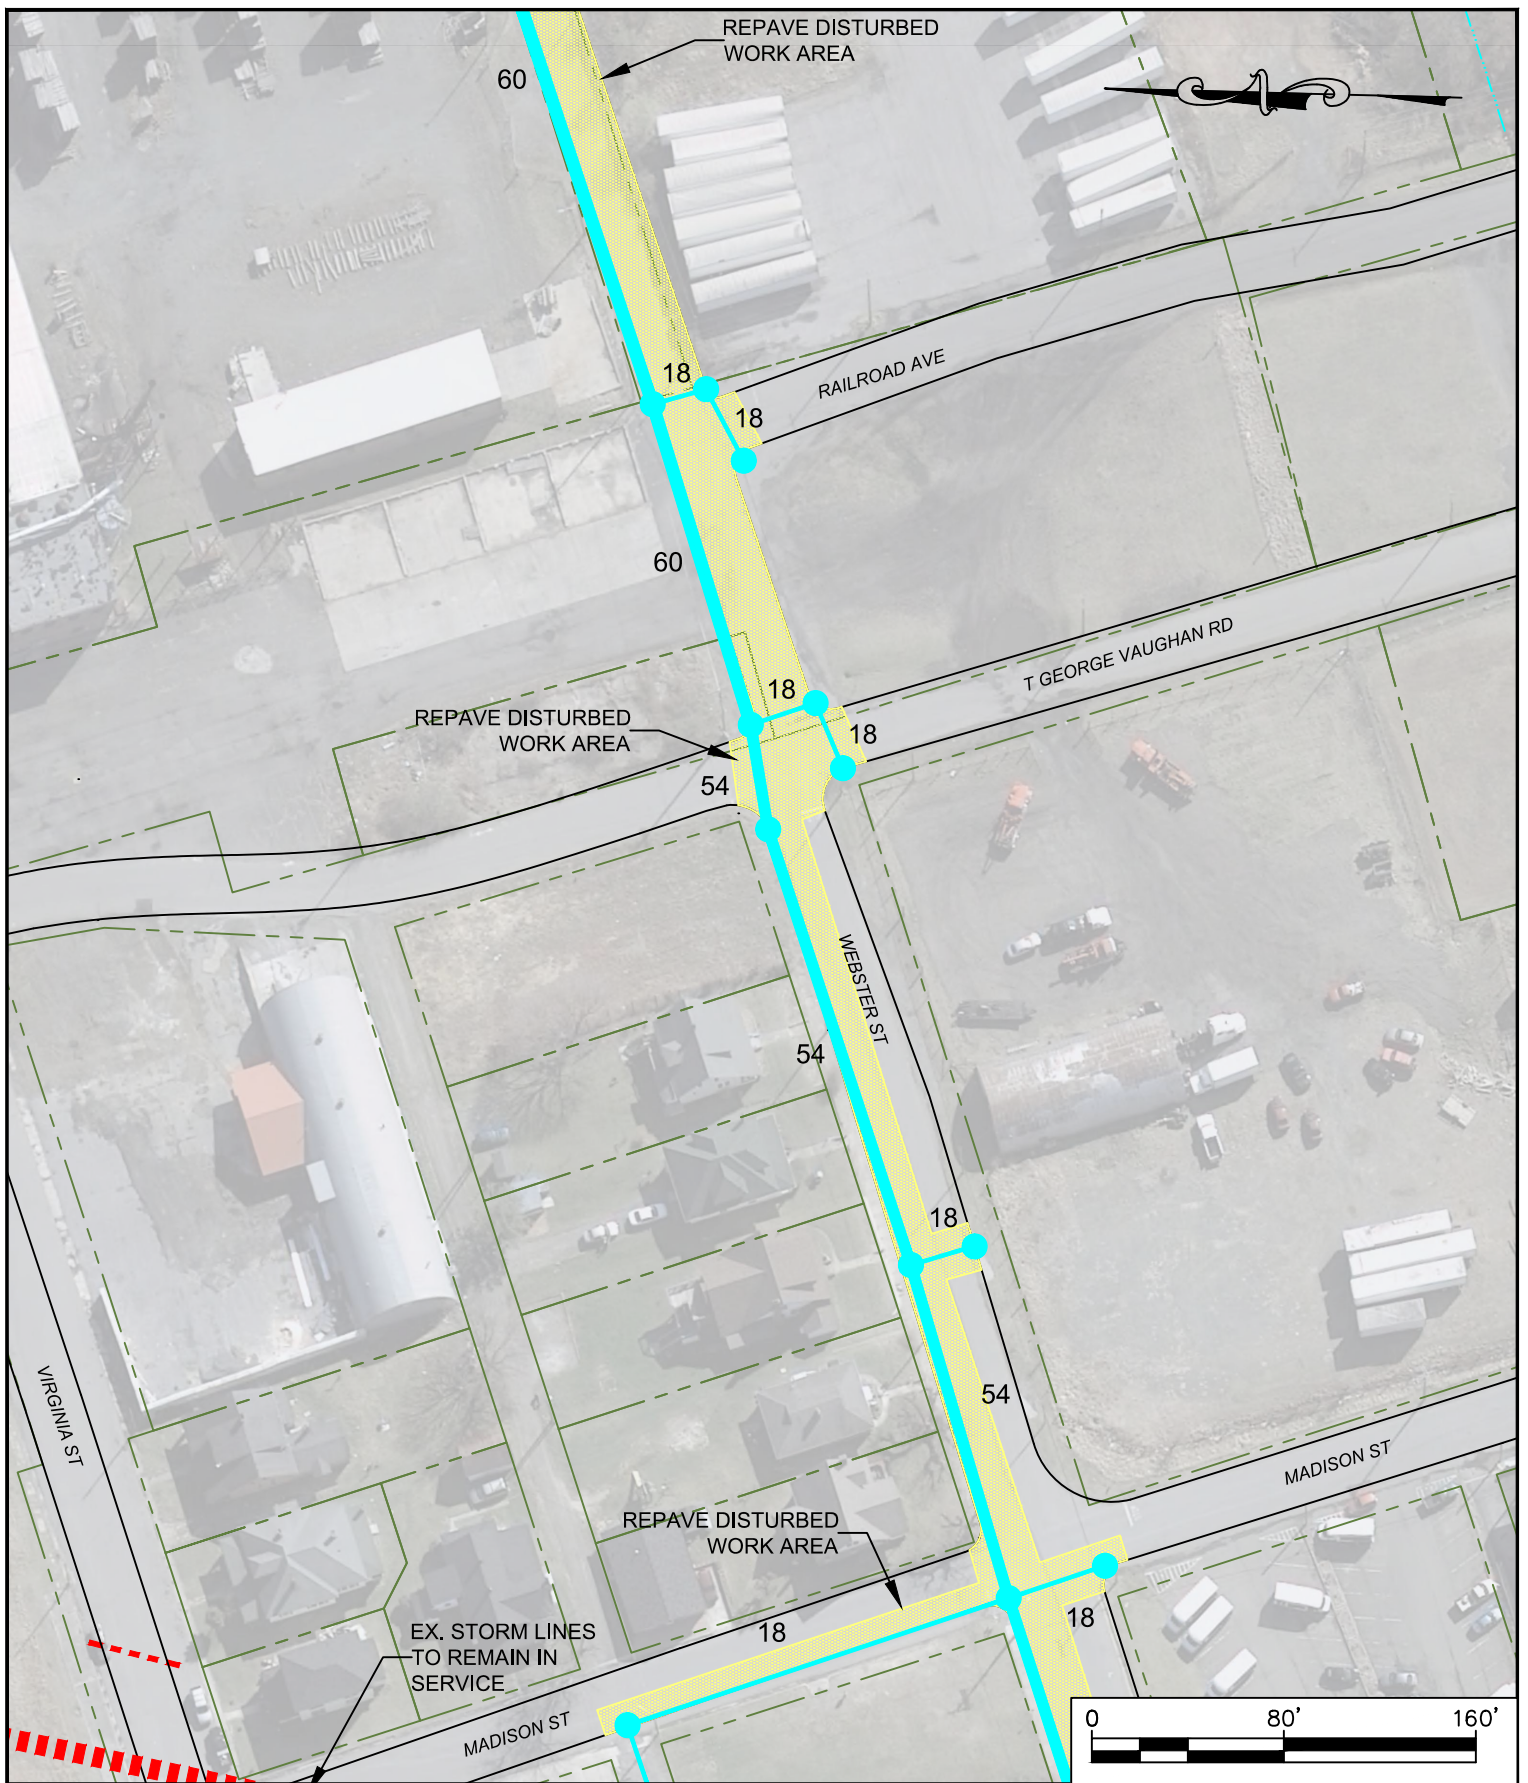 REPAVE DISTURBED
WORK AREA
60
N
18
RAILROAD AVE
18
60
T GEORGE VAUGHAN RD
18
REPAVE DISTURBED
WORK AREA
18
54
WEBSTER ST
54
18
VIRGINIA ST
54
MADISON ST
REPAVE DISTURBED
WORK AREA
18
18
EX. STORM LINES
TO REMAIN IN
SERVICE
MADISON ST
0 80' 160'